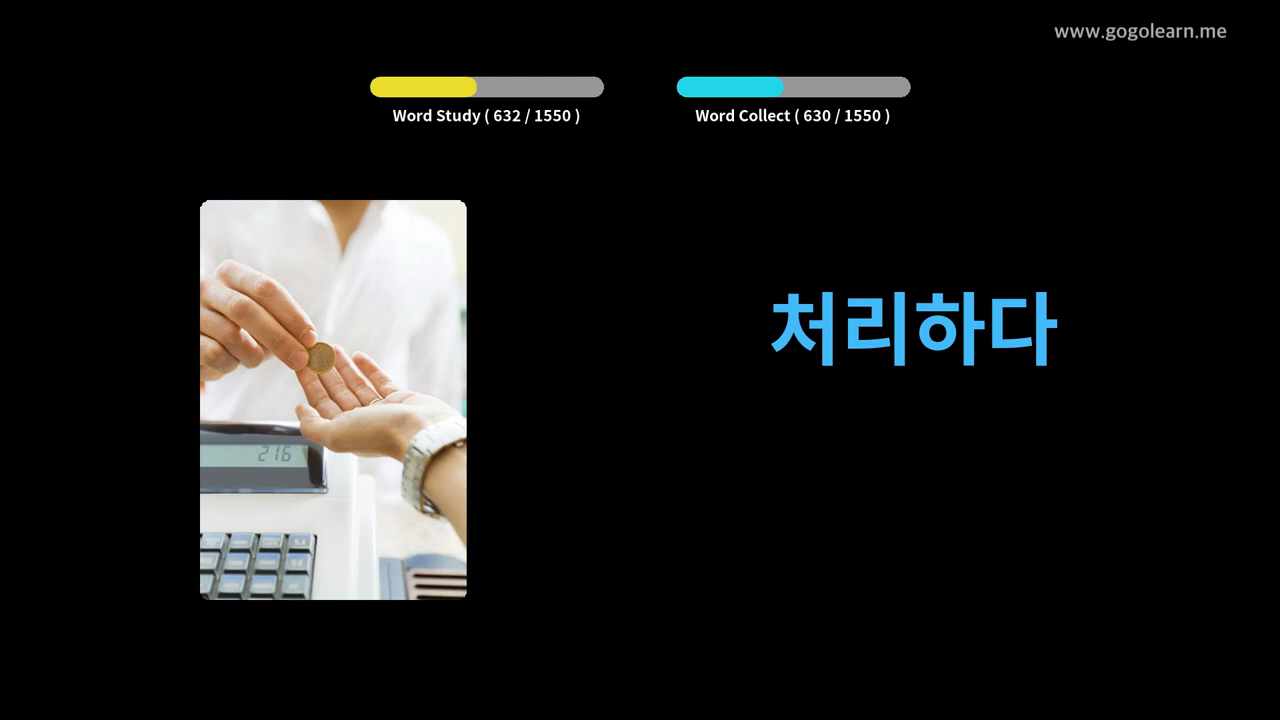 www.gogolearn.me
Word Study ( 632 / 1550 )
Word Collect ( 630 / 1550 )
처리하다
216